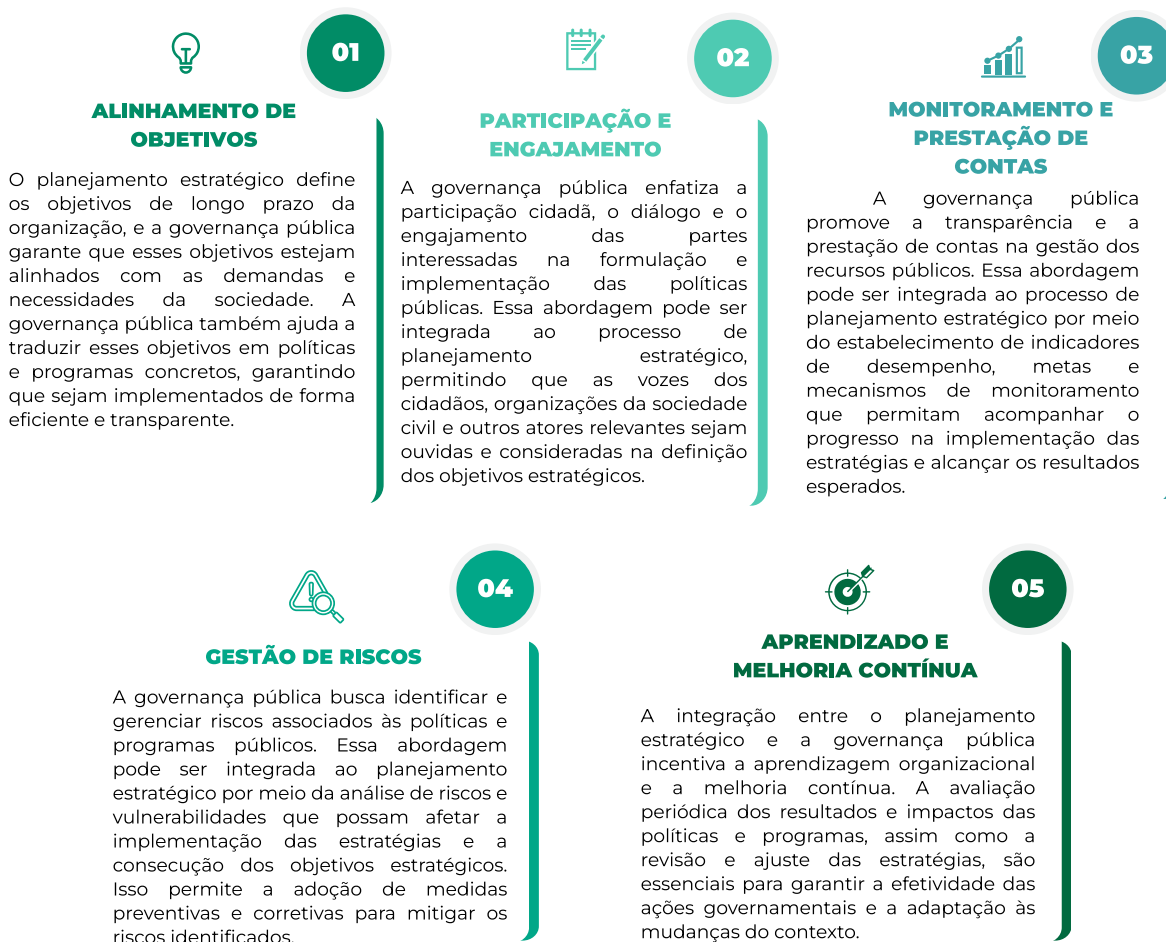 01
ALINHAMENTO DE
OBJETIVOS
O planejamento estratégico define
os objetivos de longo prazo da
organização, e a governança pública
garante que esses objetivos estejam
alinhados com as demandas e
necessidades da sociedade. A
governança pública também ajuda a
traduzir esses objetivos em políticas
e programas concretos, garantindo
que sejam implementados de forma
eficiente e transparente.
02
PARTICIPAÇÃO E
ENGAJAMENTO
A governança pública enfatiza a
participação cidadã, o diálogo e o
engajamento das partes
interessadas na formulação e
implementação das políticas
públicas. Essa abordagem pode ser
integrada ao processo de
planejamento estratégico,
permitindo que as vozes dos
cidadãos, organizações da sociedade
civil e outros atores relevantes sejam
ouvidas e consideradas na definição
dos objetivos estratégicos.
03
MONITORAMENTO E
PRESTAÇÃO DE
CONTAS
A governança pública
promove a transparência e a
prestação de contas na gestão dos
recursos públicos. Essa abordagem
pode ser integrada ao processo de
planejamento estratégico por meio
do estabelecimento de indicadores
de desempenho, metas e
mecanismos de monitoramento
que permitam acompanhar o
progresso na implementação das
estratégias e alcançar os resultados
esperados.
04
GESTÃO DE RISCOS
A governança pública busca identificar e
gerenciar riscos associados às políticas e
programas públicos. Essa abordagem
pode ser integrada ao planejamento
estratégico por meio da análise de riscos e
vulnerabilidades que possam afetar a
implementação das estratégias e a
consecução dos objetivos estratégicos.
Isso permite a adoção de medidas
preventivas e corretivas para mitigar os
riscos identificados.
05
APRENDIZADO E
MELHORIA CONTÍNUA
A integração entre o planejamento
estratégico e a governança pública
incentiva a aprendizagem organizacional
e a melhoria contínua. A avaliação
periódica dos resultados e impactos das
políticas e programas, assim como a
revisão e ajuste das estratégias, são
essenciais para garantir a efetividade das
ações governamentais e a adaptação às
mudanças do contexto.